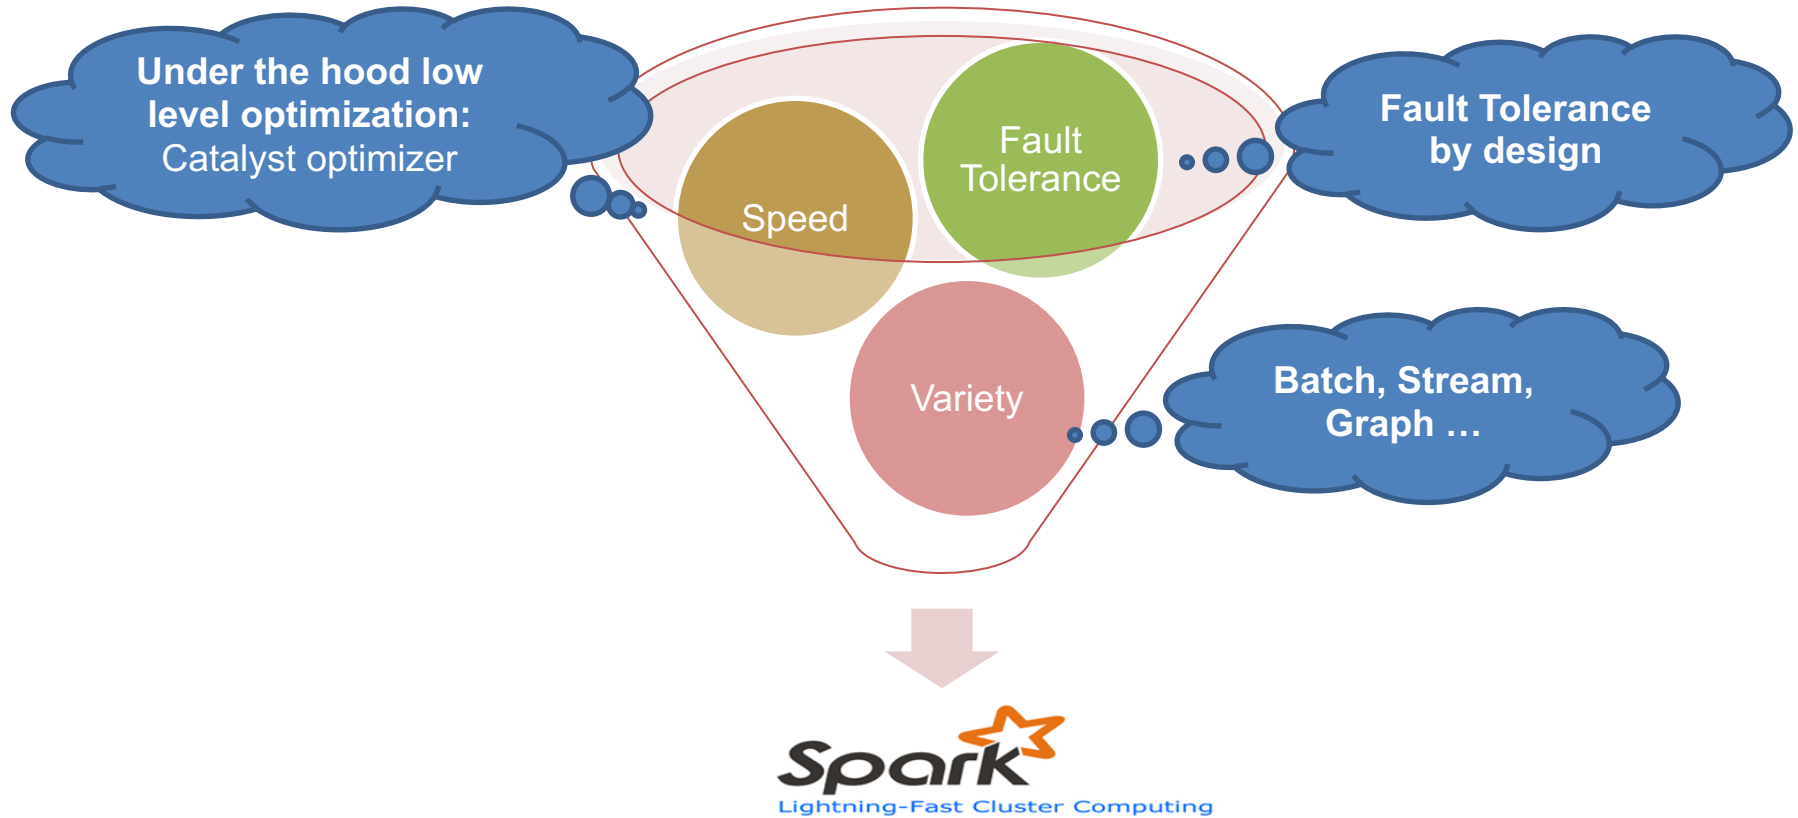 Under the hood low
level optimization:
Catalyst optimizer
Speed
Fault
Tolerance
Fault Tolerance
by design
Variety
Batch, Stream,
Graph …
Spark
Lightning-Fast Cluster Computing